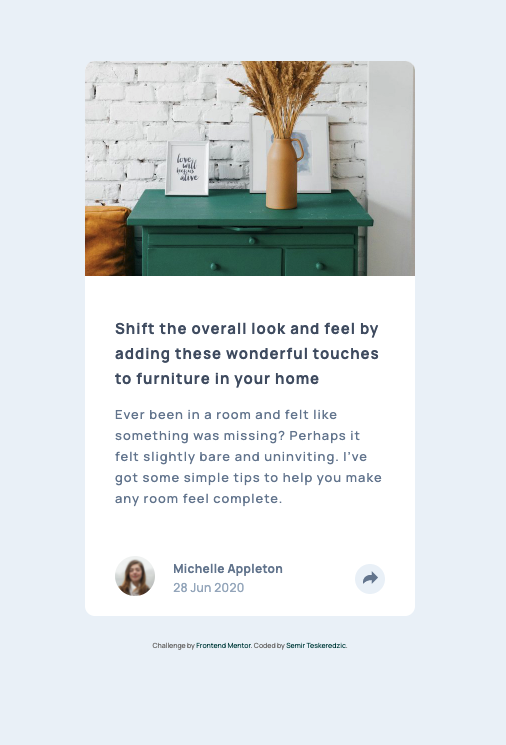 love
will
keep us
alive
Shift the overall look and feel by
adding these wonderful touches
to furniture in your home
Ever been in a room and felt like
something was missing? Perhaps it
felt slightly bare and uninviting. I've
got some simple tips to help you make
any room feel complete.
Michelle Appleton
28 Jun 2020
Challenge by Frontend Mentor. Coded by Semir Teskeredzic.